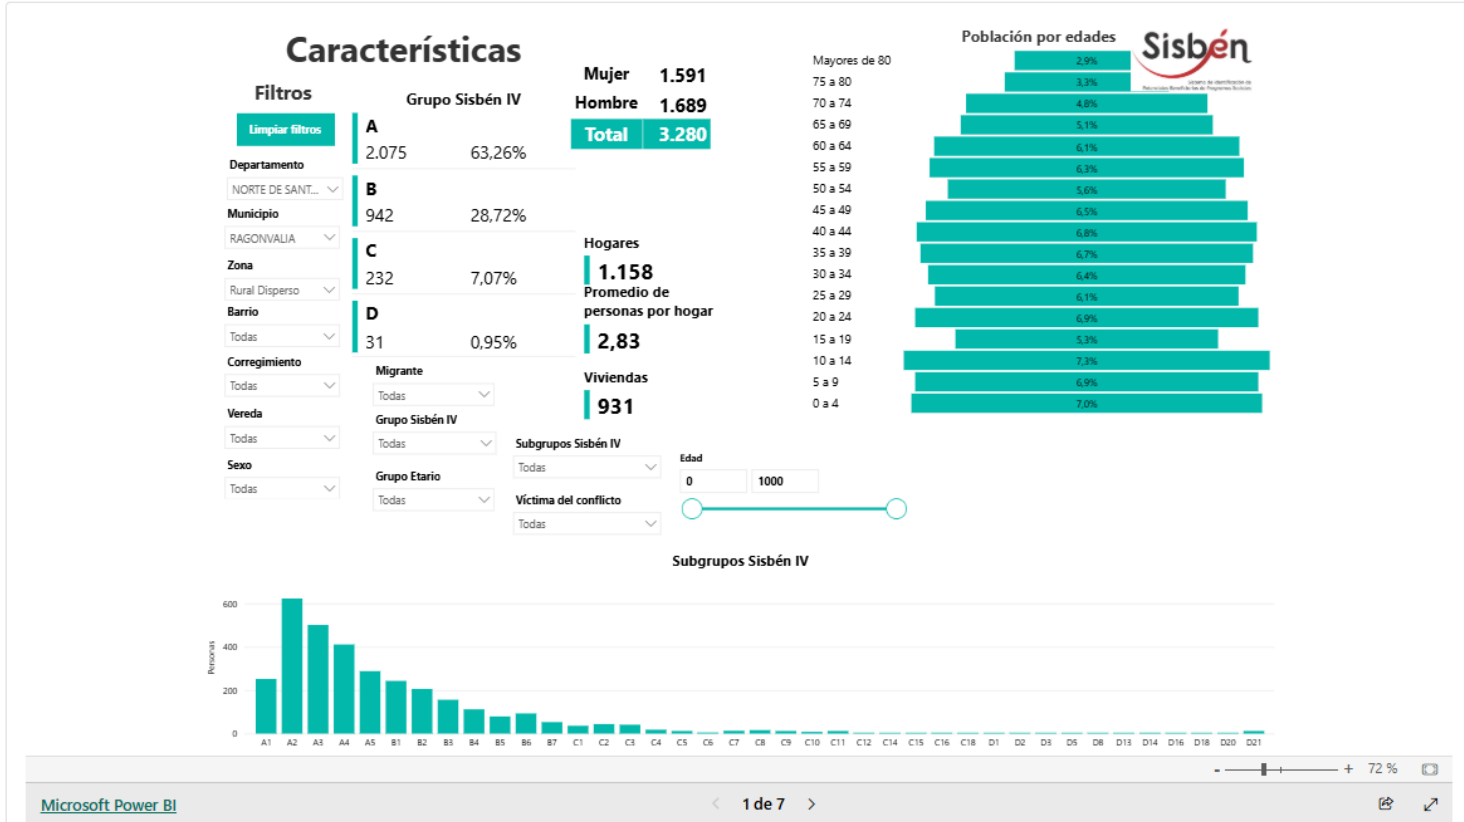 Características
Filtros
Limpiar filtros
Departamento
NORTE DE SANT...
Municipio
RAGONVALIA
Zona
Rural Disperso
Barrio
Todas
Corregimiento
Todas
Vereda
Todas
Sexo
Todas
Grupo Sisbén IV
A
2.075 63,26%
B
942 28,72%
C
232 7,07%
D
31 0,95%
Migrante
Todas
Grupo Sisbén IV
Todas
Grupo Etario
Todas
Mujer 1.591
Hombre 1.689
Total 3.280
Hogares
1.158
Promedio de
personas por hogar
2,83
Viviendas
931
Subgrupos Sisbén IV
Todas
Víctima del conflicto
Todas
Edad
0 1000
Población por edades
Sisbén
Mayores de 80 2,9%
75 a 80 3,3%
70 a 74 4,8%
65 a 69 5,1%
60 a 64 6,1%
55 a 59 6,3%
50 a 54 5,6%
45 a 49 6,5%
40 a 44 6,8%
35 a 39 6,7%
30 a 34 6,4%
25 a 29 6,1%
20 a 24 6,9%
15 a 19 5,3%
10 a 14 7,3%
5 a 9 6,9%
0 a 4 7,0%
Subgrupos Sisbén IV
Personas
600
400
200
0
A1 A2 A3 A4 A5 B1 B2 B3 B4 B5 B6 B7 C1 C2 C3 C4 C5 C6 C7 C8 C9 C10 C11 C12 C14 C15 C16 C18 D1 D2 D3 D5 D8 D13 D14 D16 D18 D20 D21
- + 72 %
Microsoft Power BI
1 de 7